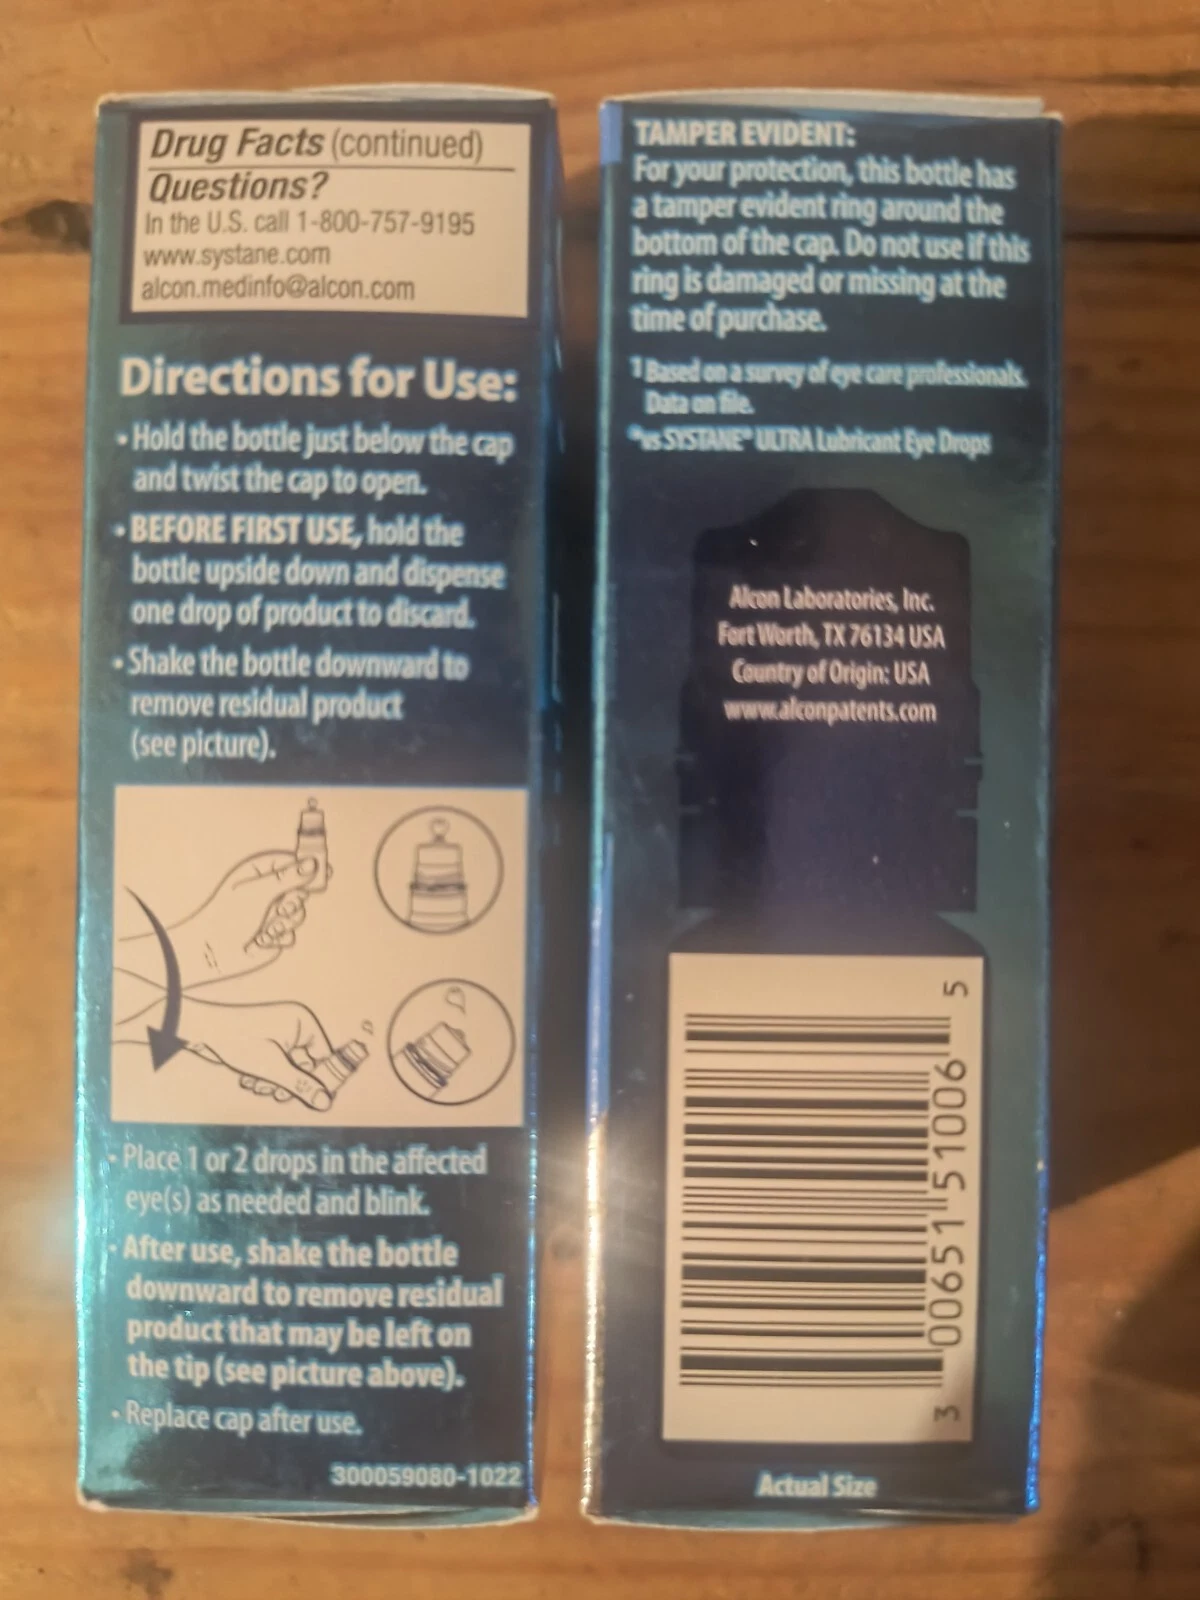 Drug Facts (continued)
Questions?
In the U.S. call 1-800-757-9195
www.systane.com
alcon.medinfo@alcon.com
Directions for Use:
• Hold the bottle just below the cap
and twist the cap to open.
• BEFORE FIRST USE, hold the
bottle upside down and dispense
one drop of product to discard.
• Shake the bottle downward to
remove residual product
(see picture).
• Place 1 or 2 drops in the affected
eye(s) as needed and blink.
• After use, shake the bottle
downward to remove residual
product that may be left on
the tip (see picture above).
• Replace cap after use.
300059080-1022
TAMPER EVIDENT:
For your protection, this bottle has
a tamper evident ring around the
bottom of the cap. Do not use if this
ring is damaged or missing at the
time of purchase.
1 Based on a survey of eye care professionals.
Data on file.
*vs SYSTANE® ULTRA Lubricant Eye Drops
Alcon Laboratories, Inc.
Fort Worth, TX 76134 USA
Country of Origin: USA
www.alconpatents.com
3 00651 51006 5
Actual Size